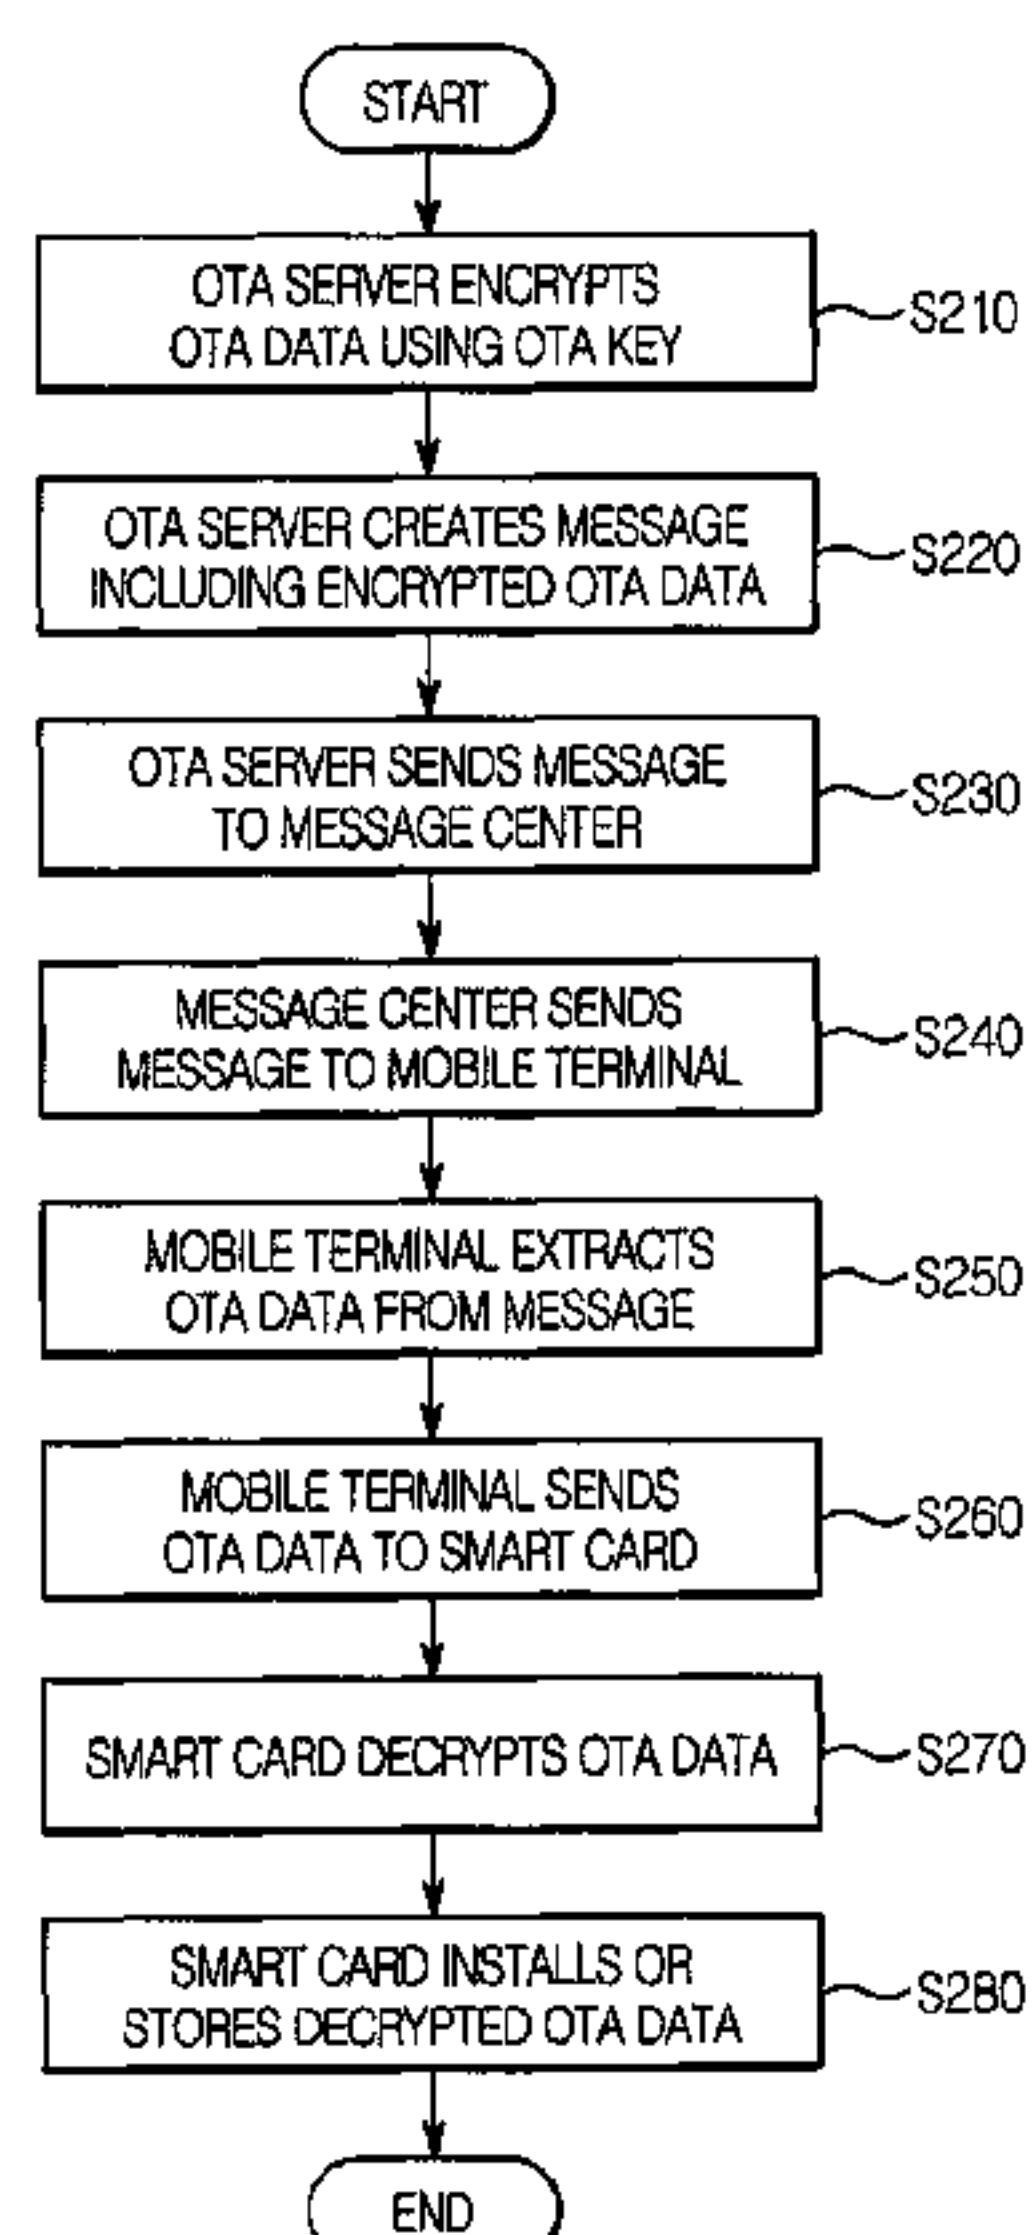 START
OTA SERVER ENCRYPTS
OTA DATA USING OTA KEY
S210
OTA SERVER CREATES MESSAGE
INCLUDING ENCRYPTED OTA DATA
S220
OTA SERVER SENDS MESSAGE
TO MESSAGE CENTER
S230
MESSAGE CENTER SENDS
MESSAGE TO MOBILE TERMINAL
S240
MOBILE TERMINAL EXTRACTS
OTA DATA FROM MESSAGE
S250
MOBILE TERMINAL SENDS
OTA DATA TO SMART CARD
S260
SMART CARD DECRYPTS OTA DATA
S270
SMART CARD INSTALLS OR
STORES DECRYPTED OTA DATA
S280
END